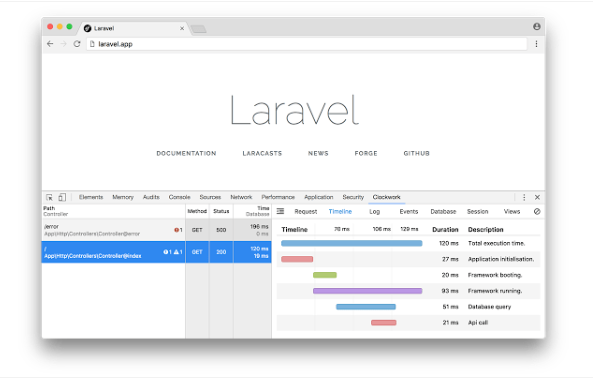 Laravel
laravel.app
Laravel
DOCUMENTATION LARACASTS NEWS FORGE GITHUB
Elements Memory Audits Console Sources Network Performance Application Security Clockwork
Path Method Status Time Request Timeline Log Events Database Session Views
Controller Database
/error 1 GET 500 196 ms
App\Http\Controllers\Controller@error 0 ms
/ 1 1 GET 200 120 ms
App\Http\Controllers\Controller@index 19 ms
Timeline 76 ms 106 ms 129 ms Duration Description
120 ms Total execution time.
27 ms Application initialisation.
20 ms Framework booting.
93 ms Framework running.
51 ms Database query
21 ms Api call